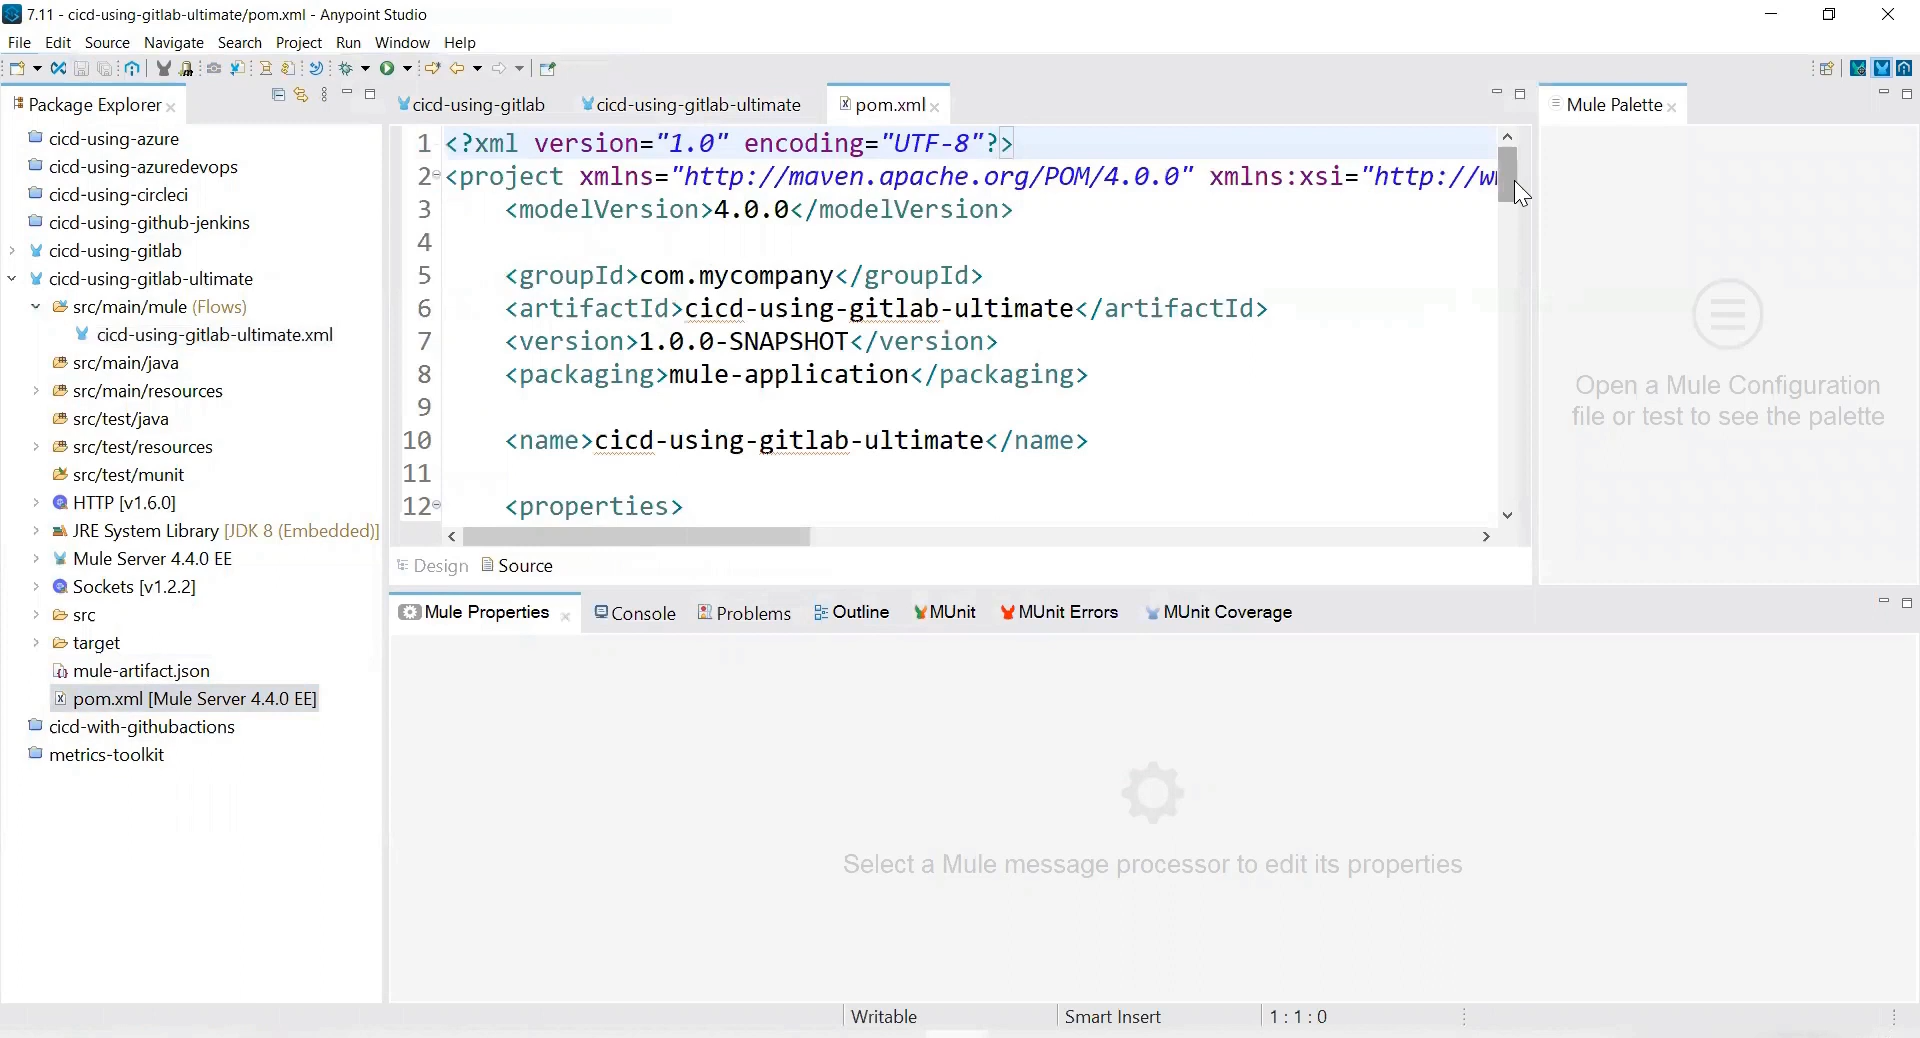 7.11 - cicd-using-gitlab-ultimate/pom.xml - Anypoint Studio
File Edit Source Navigate Search Project Run Window Help
Package Explorer
cicd-using-azure
cicd-using-azuredevops
cicd-using-circleci
cicd-using-github-jenkins
cicd-using-gitlab
cicd-using-gitlab-ultimate
src/main/mule (Flows)
cicd-using-gitlab-ultimate.xml
src/main/java
src/main/resources
src/test/java
src/test/resources
src/test/munit
HTTP [v1.6.0]
JRE System Library [JDK 8 (Embedded)]
Mule Server 4.4.0 EE
Sockets [v1.2.2]
src
target
mule-artifact.json
pom.xml [Mule Server 4.4.0 EE]
cicd-with-githubactions
metrics-toolkit
cicd-using-gitlab cicd-using-gitlab-ultimate pom.xml
1 <?xml version="1.0" encoding="UTF-8"?>
2 <project xmlns="http://maven.apache.org/POM/4.0.0" xmlns:xsi="http://w
3 <modelVersion>4.0.0</modelVersion>
4
5 <groupId>com.mycompany</groupId>
6 <artifactId>cicd-using-gitlab-ultimate</artifactId>
7 <version>1.0.0-SNAPSHOT</version>
8 <packaging>mule-application</packaging>
9
10 <name>cicd-using-gitlab-ultimate</name>
11
12 <properties>
Design Source
Mule Palette
Open a Mule Configuration
file or test to see the palette
Mule Properties Console Problems Outline MUnit MUnit Errors MUnit Coverage
Select a Mule message processor to edit its properties
Writable Smart Insert 1 : 1 : 0